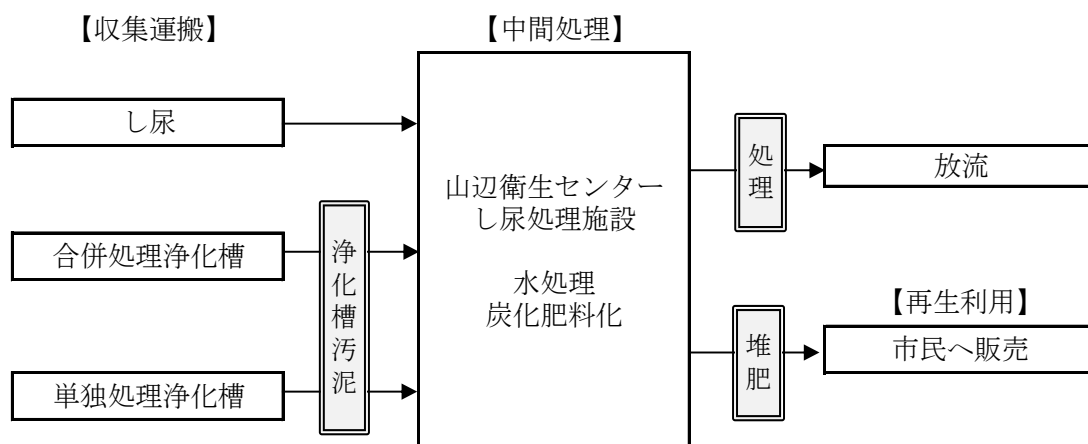 【収集運搬】
【中間処理】
し尿
合併処理浄化槽
単独処理浄化槽
浄化槽汚泥
山辺衛生センター
し尿処理施設
水処理
炭化肥料化
処理
放流
【再生利用】
堆肥
市民へ販売